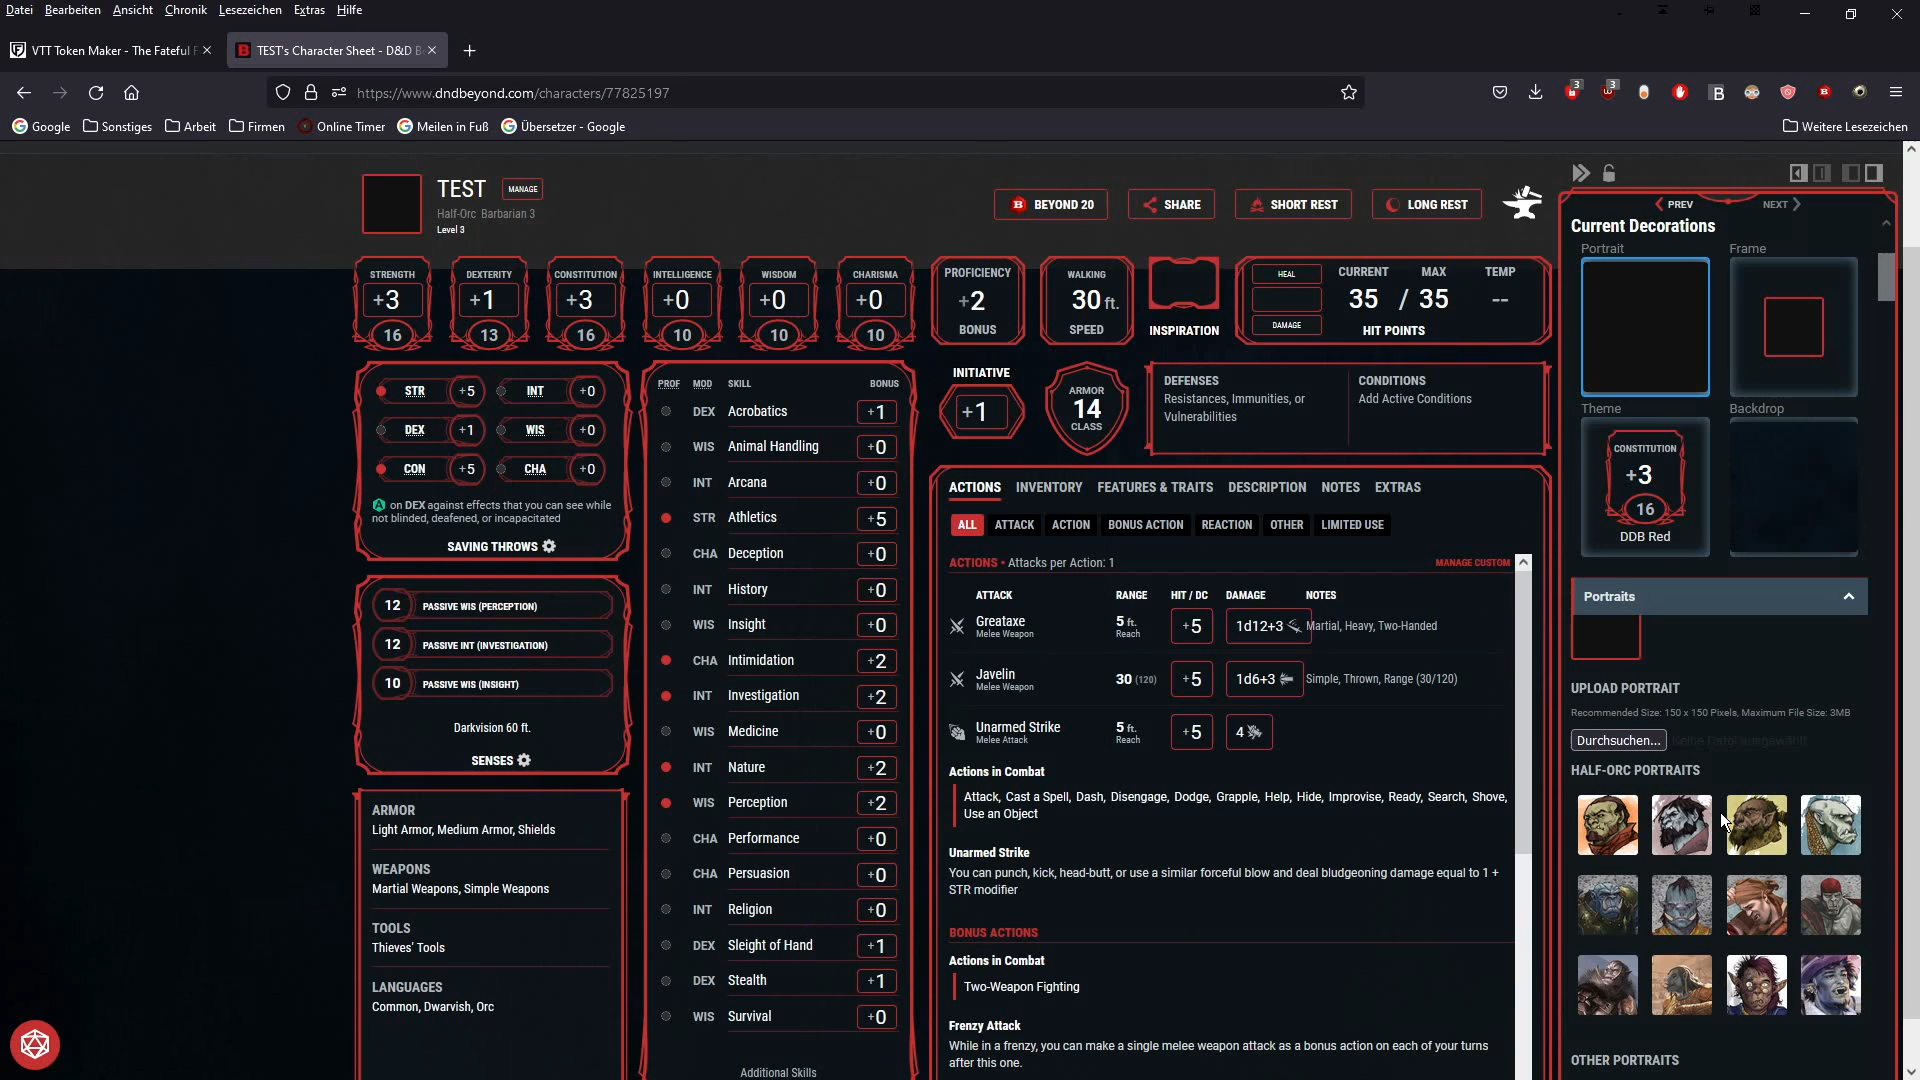 Datei Bearbeiten Ansicht Chronik Lesezeichen Extras Hilfe
VTT Token Maker - The Fateful F
TEST's Character Sheet - D&D B
https://www.dndbeyond.com/characters/77825197
3
3
Google Sonstiges Arbeit Firmen Online Timer Meilen in Fuß Übersetzer - Google
Weitere Lesezeichen
TEST
MANAGE
Half-Orc Barbarian 3
Level 3
BEYOND 20
SHARE
SHORT REST
LONG REST
STRENGTH
+3
16
DEXTERITY
+1
13
CONSTITUTION
+3
16
INTELLIGENCE
+0
10
WISDOM
+0
10
CHARISMA
+0
10
PROFICIENCY
+2
BONUS
WALKING
30 ft.
SPEED
INSPIRATION
HEAL
DAMAGE
CURRENT MAX TEMP
35 / 35 --
HIT POINTS
STR +5 INT +0
DEX +1 WIS +0
CON +5 CHA +0
A on DEX against effects that you can see while
not blinded, deafened, or incapacitated
SAVING THROWS
12 PASSIVE WIS (PERCEPTION)
12 PASSIVE INT (INVESTIGATION)
10 PASSIVE WIS (INSIGHT)
Darkvision 60 ft.
SENSES
ARMOR
Light Armor, Medium Armor, Shields
WEAPONS
Martial Weapons, Simple Weapons
TOOLS
Thieves' Tools
LANGUAGES
Common, Dwarvish, Orc
PROF MOD SKILL BONUS
DEX Acrobatics +1
WIS Animal Handling +0
INT Arcana +0
STR Athletics +5
CHA Deception +0
INT History +0
WIS Insight +0
CHA Intimidation +2
INT Investigation +2
WIS Medicine +0
INT Nature +2
WIS Perception +2
CHA Performance +0
CHA Persuasion +0
INT Religion +0
DEX Sleight of Hand +1
DEX Stealth +1
WIS Survival +0
Additional Skills
INITIATIVE
+1
ARMOR
14
CLASS
DEFENSES
Resistances, Immunities, or
Vulnerabilities
CONDITIONS
Add Active Conditions
ACTIONS INVENTORY FEATURES & TRAITS DESCRIPTION NOTES EXTRAS
ALL ATTACK ACTION BONUS ACTION REACTION OTHER LIMITED USE
ACTIONS • Attacks per Action: 1
MANAGE CUSTOM
ATTACK RANGE HIT / DC DAMAGE NOTES
Greataxe 5 ft. +5 1d12+3 Martial, Heavy, Two-Handed
Melee Weapon Reach
Javelin 30 (120) +5 1d6+3 Simple, Thrown, Range (30/120)
Melee Weapon
Unarmed Strike 5 ft. +5 4
Melee Attack Reach
Actions in Combat
Attack, Cast a Spell, Dash, Disengage, Dodge, Grapple, Help, Hide, Improvise, Ready, Search, Shove,
Use an Object
Unarmed Strike
You can punch, kick, head-butt, or use a similar forceful blow and deal bludgeoning damage equal to 1 +
STR modifier
BONUS ACTIONS
Actions in Combat
Two-Weapon Fighting
Frenzy Attack
While in a frenzy, you can make a single melee weapon attack as a bonus action on each of your turns
after this one.
PREV NEXT
Current Decorations
Portrait Frame
Theme Backdrop
CONSTITUTION
+3
16
DDB Red
Portraits
UPLOAD PORTRAIT
Recommended Size: 150 x 150 Pixels, Maximum File Size: 3MB
Durchsuchen... Keine Datei ausgewählt.
HALF-ORC PORTRAITS
OTHER PORTRAITS